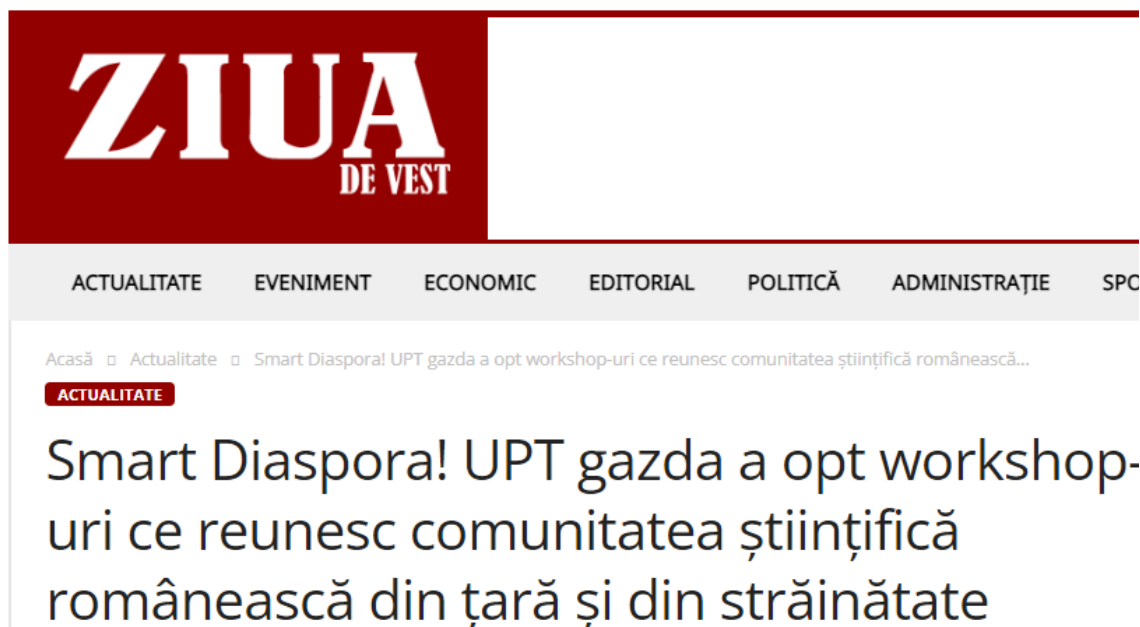 ZIUA
DE VEST
ACTUALITATE EVENIMENT ECONOMIC EDITORIAL POLITICĂ ADMINISTRAȚIE SPO
Acasă Actualitate Smart Diaspora! UPT gazda a opt workshop-uri ce reunesc comunitatea științifică românească...
ACTUALITATE
Smart Diaspora! UPT gazda a opt workshop-
uri ce reunesc comunitatea științifică
românească din țară și din străinătate